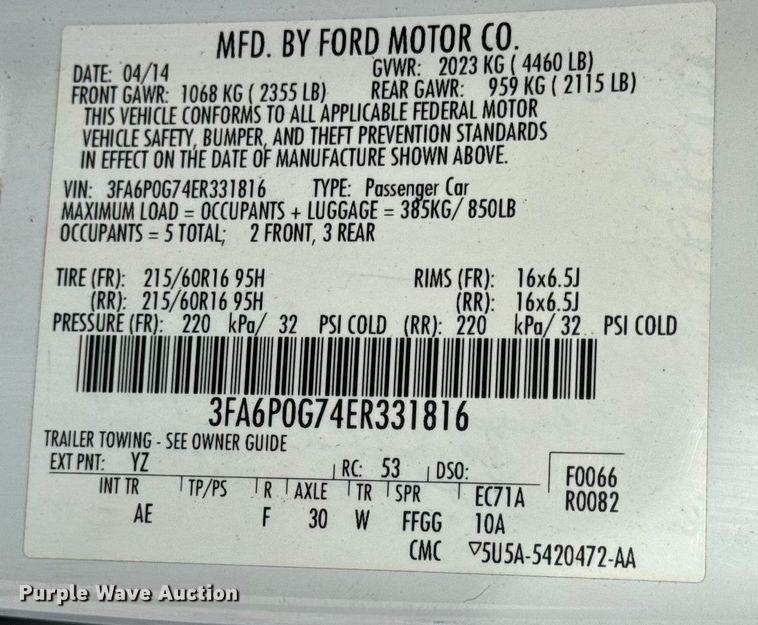 MFD. BY FORD MOTOR CO.
DATE: 04/14 GVWR: 2023 KG ( 4460 LB)
FRONT GAWR: 1068 KG ( 2355 LB) REAR GAWR: 959 KG ( 2115 LB)
THIS VEHICLE CONFORMS TO ALL APPLICABLE FEDERAL MOTOR
VEHICLE SAFETY, BUMPER, AND THEFT PREVENTION STANDARDS
IN EFFECT ON THE DATE OF MANUFACTURE SHOWN ABOVE.
VIN: 3FA6P0G74ER331816 TYPE: Passenger Car
MAXIMUM LOAD = OCCUPANTS + LUGGAGE = 385KG/ 850LB
OCCUPANTS = 5 TOTAL; 2 FRONT, 3 REAR
TIRE (FR): 215/60R16 95H RIMS (FR): 16x6.5J
(RR): 215/60R16 95H (RR): 16x6.5J
PRESSURE (FR): 220 kPa/ 32 PSI COLD (RR): 220 kPa/ 32 PSI COLD
3FA6P0G74ER331816
TRAILER TOWING - SEE OWNER GUIDE
EXT PNT: YZ RC: 53 DSO: F0066
INT TR TP/PS R AXLE TR SPR EC71A R0082
AE F 30 W FFGG 10A
CMC ▽5U5A-5420472-AA
Purple Wave Auction